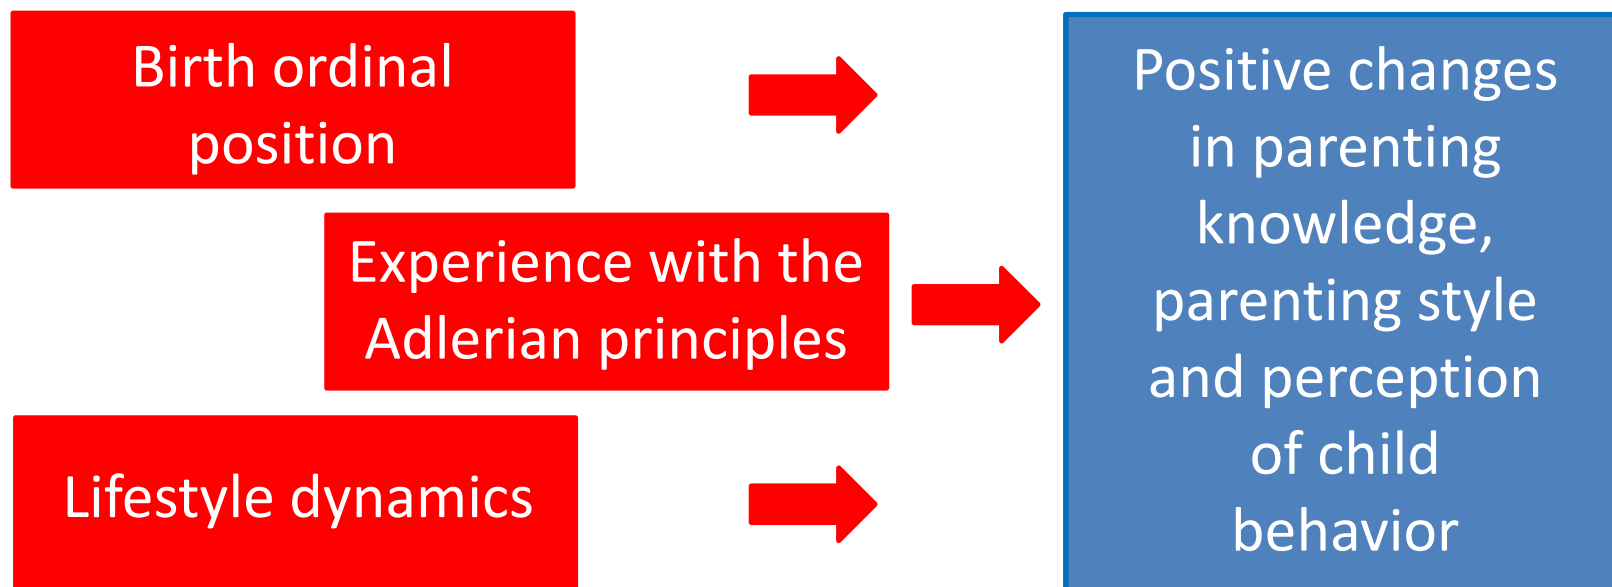 Birth ordinal
position
Experience with the
Adlerian principles
Lifestyle dynamics
Positive changes
in parenting
knowledge,
parenting style
and perception
of child
behavior